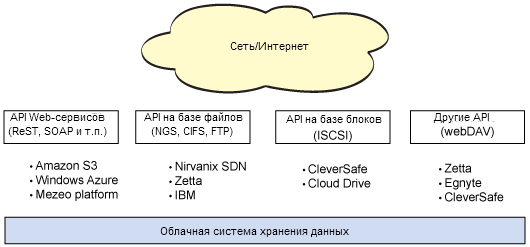 Сеть/Интернет
API Web-сервисов
(ReST, SOAP и т.п.)
API на базе файлов
(NGS, CIFS, FTP)
API на базе блоков
(ISCSI)
Другие API
(webDAV)
• Amazon S3
• Windows Azure
• Mezeo platform
• Nirvanix SDN
• Zetta
• IBM
• CleverSafe
• Cloud Drive
• Zetta
• Egnyte
• CleverSafe
Облачная система хранения данных